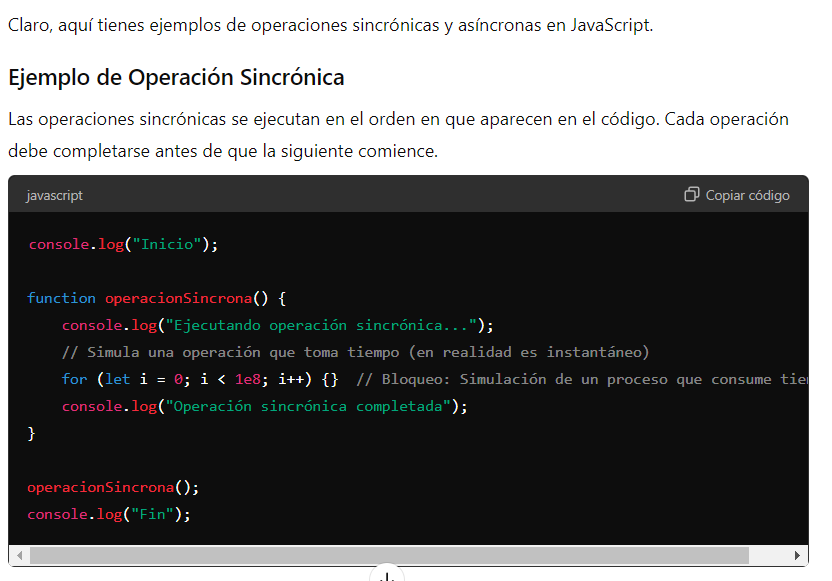 Claro, aquí tienes ejemplos de operaciones sincrónicas y asíncronas en JavaScript.
Ejemplo de Operación Sincrónica
Las operaciones sincrónicas se ejecutan en el orden en que aparecen en el código. Cada operación
debe completarse antes de que la siguiente comience.
javascript Copiar código
console.log("Inicio");
function operacionSincrona() {
    console.log("Ejecutando operación sincrónica...");
    // Simula una operación que toma tiempo (en realidad es instantáneo)
    for (let i = 0; i < 1e8; i++) {}  // Bloqueo: Simulación de un proceso que consume
    console.log("Operación sincrónica completada");
}
operacionSincrona();
console.log("Fin");